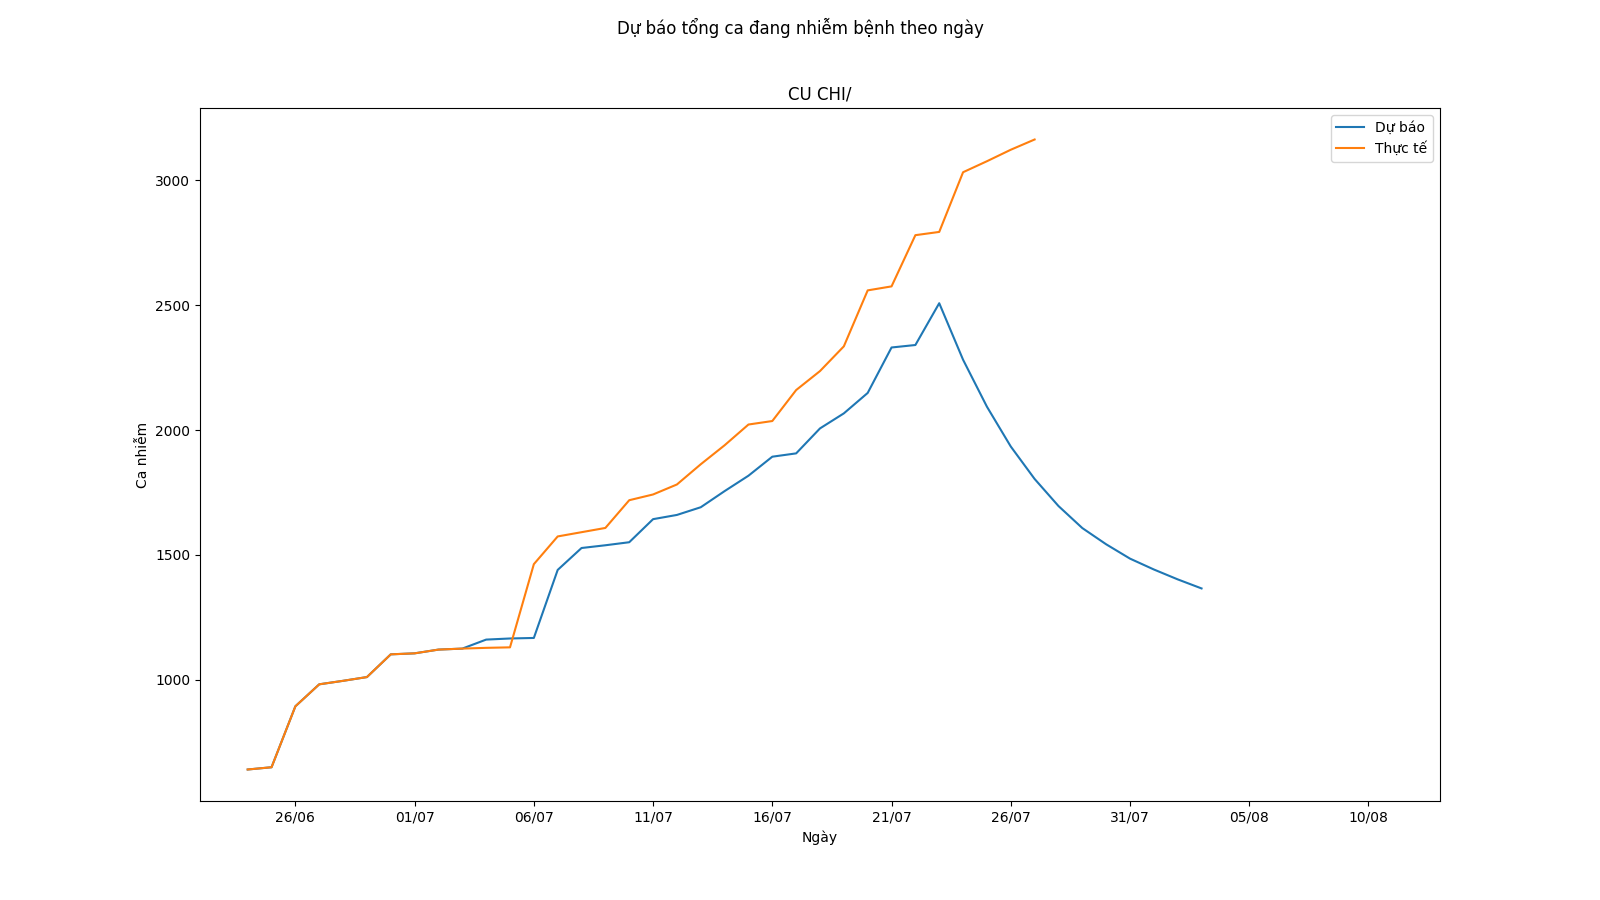 Dự báo tổng ca đang nhiễm bệnh theo ngày
CU CHI/
Dự báo
Thực tế
3000
2500
2000
1500
1000
Ca nhiễm
26/06 01/07 06/07 11/07 16/07 21/07 26/07 31/07 05/08 10/08
Ngày